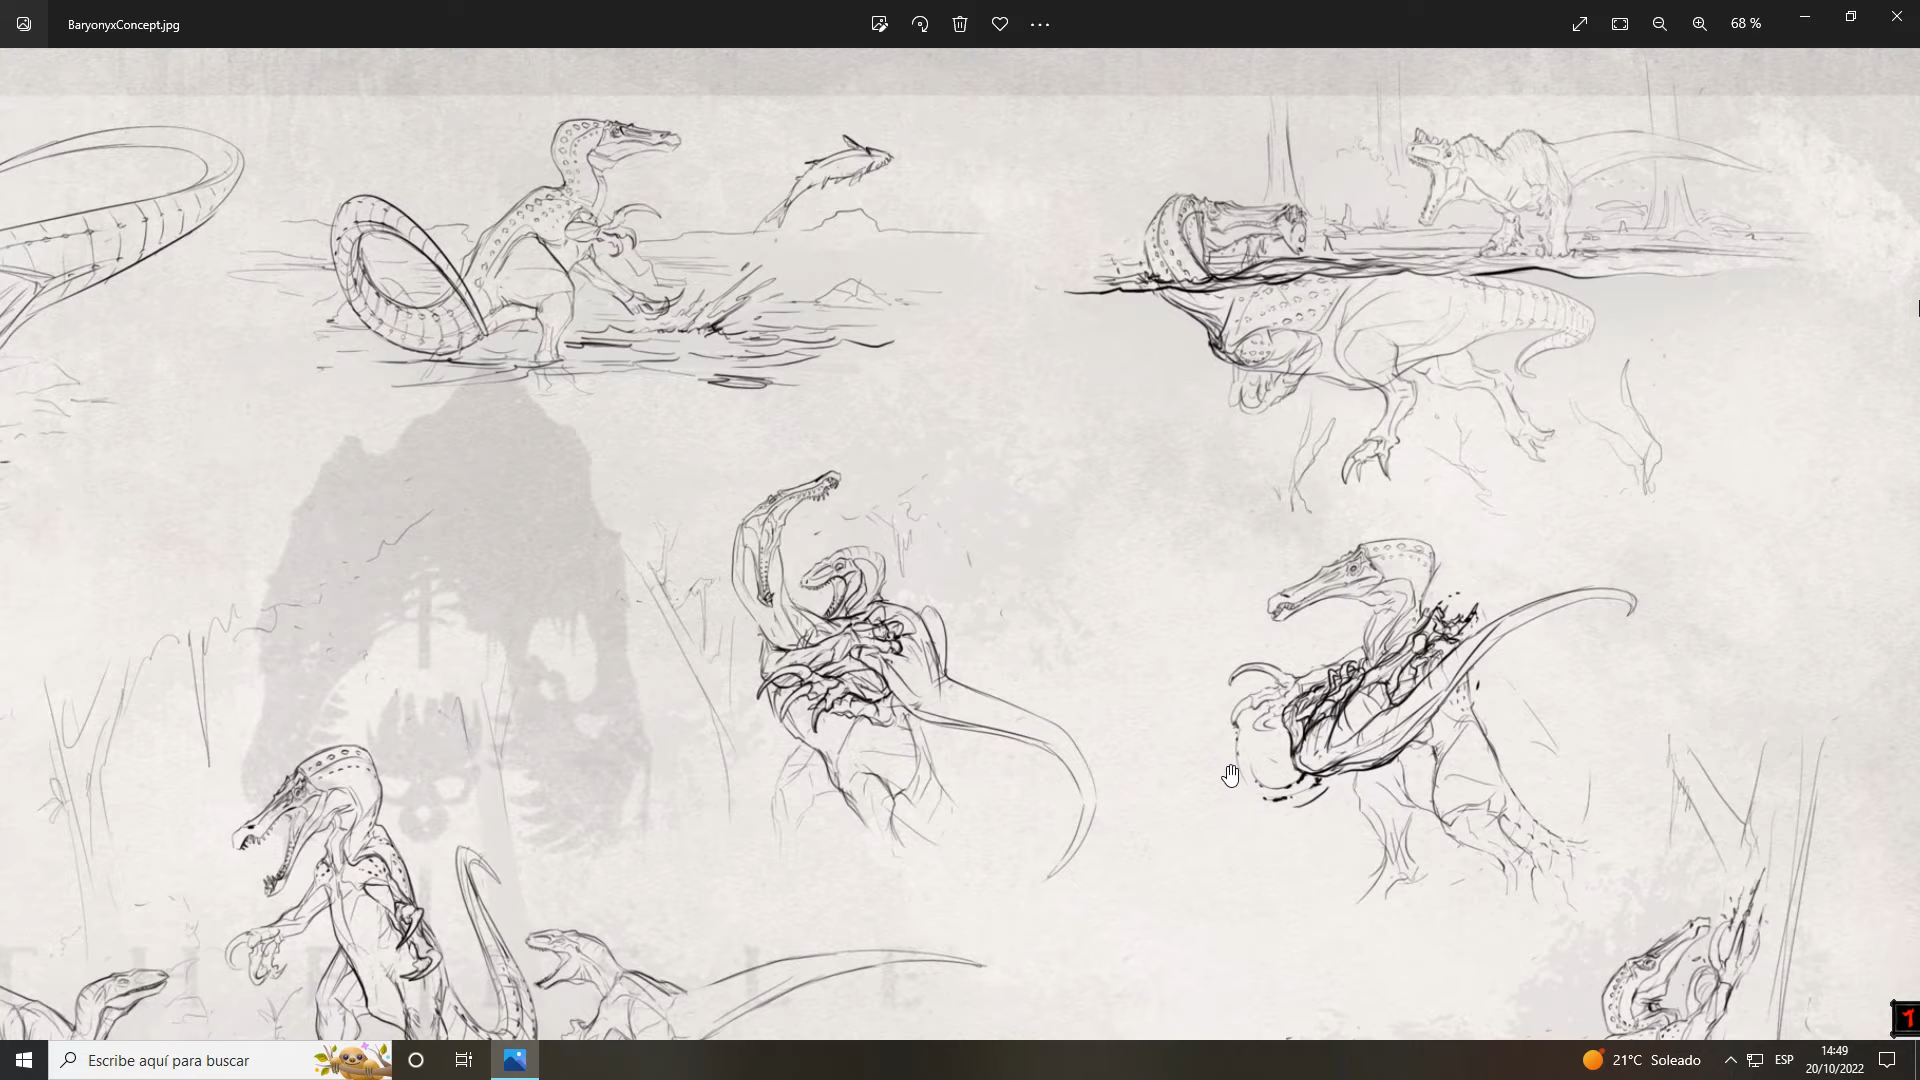 BaryonyxConcept.jpg
68 %
Escribe aquí para buscar
21°C Soleado
ESP
14:49
20/10/2022